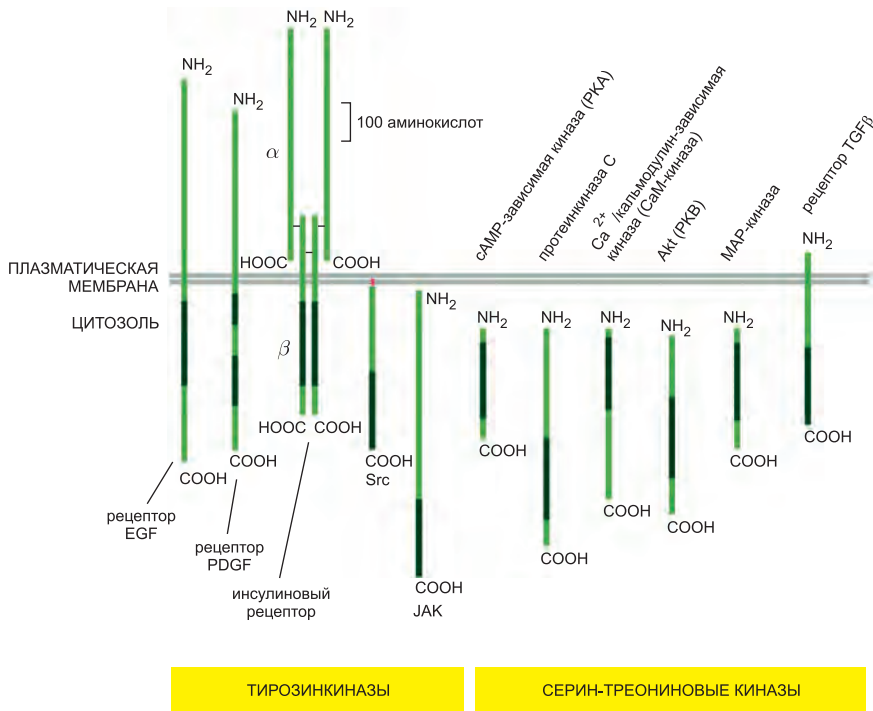 NH2
NH2
NH2
NH2
100 аминокислот
α
HOOC
COOH
ПЛАЗМАТИЧЕСКАЯ
МЕМБРАНА
ЦИТОЗОЛЬ
β
HOOC
COOH
COOH
рецептор
EGF
COOH
рецептор
PDGF
инсулиновый
рецептор
COOH
Src
NH2
COOH
JAK
cAMP-зависимая киназа (PKA)
NH2
COOH
протеинкиназа C
NH2
COOH
Ca2+/кальмодулин-зависимая
киназа (CaM-киназа)
NH2
COOH
Akt (PKB)
NH2
COOH
MAP-киназа
NH2
COOH
рецептор TGFβ
NH2
COOH
ТИРОЗИНКИНАЗЫ
СЕРИН-ТРЕОНИНОВЫЕ КИНАЗЫ